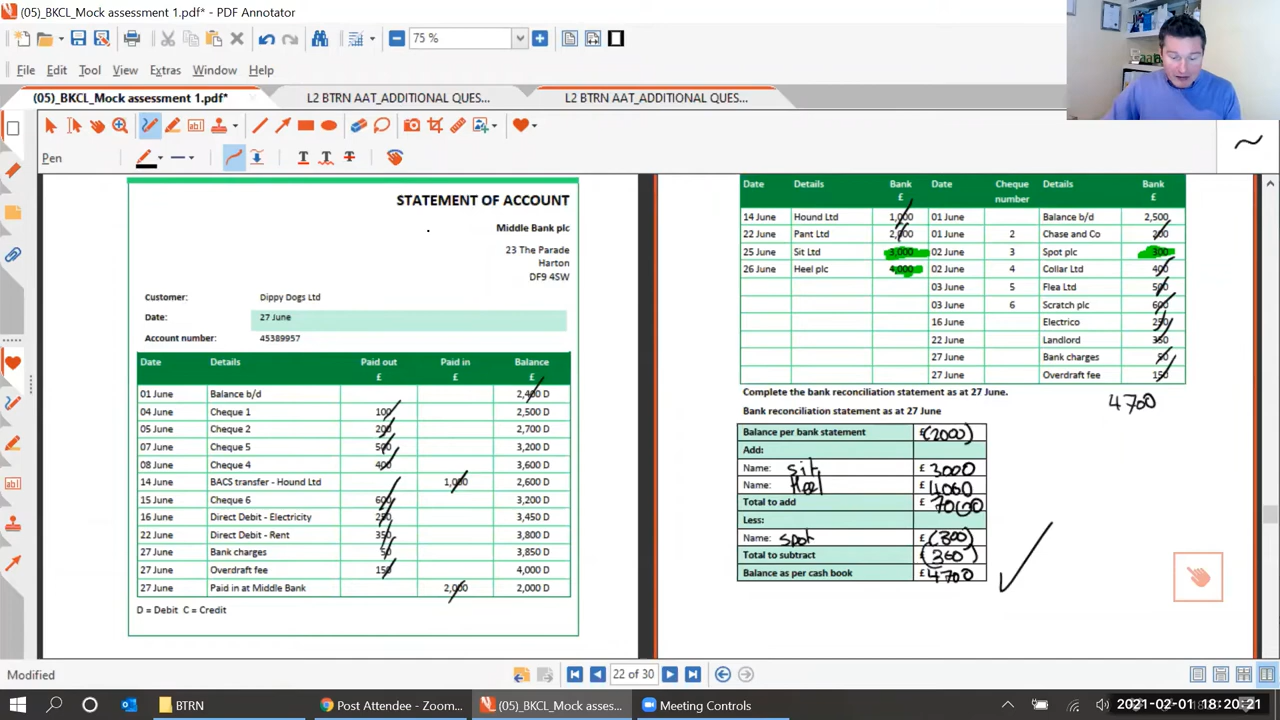 (05)_BKCL_Mock assessment 1.pdf* - PDF Annotator
75 %
File Edit Tool View Extras Window Help
(05)_BKCL_Mock assessment 1.pdf* L2 BTRN AAT_ADDITIONAL QUES... L2 BTRN AAT_ADDITIONAL QUES...
Pen
STATEMENT OF ACCOUNT
Middle Bank plc
23 The Parade
Harton
DF9 4SW
Customer: Dippy Dogs Ltd
Date: 27 June
Account number: 45389957
Date Details Paid out Paid in Balance
£ £ £
01 June Balance b/d 2,400 D
04 June Cheque 1 100 2,500 D
05 June Cheque 2 200 2,700 D
07 June Cheque 5 500 3,200 D
08 June Cheque 4 400 3,600 D
14 June BACS transfer - Hound Ltd 1,000 2,600 D
15 June Cheque 6 600 3,200 D
16 June Direct Debit - Electricity 250 3,450 D
22 June Direct Debit - Rent 350 3,800 D
27 June Bank charges 50 3,850 D
27 June Overdraft fee 150 4,000 D
27 June Paid in at Middle Bank 2,000 2,000 D
D = Debit C = Credit
Date Details Bank Date Cheque Details Bank
£ number £
14 June Hound Ltd 1,000 01 June Balance b/d 2,500
22 June Pant Ltd 2,000 01 June 2 Chase and Co 200
25 June Sit Ltd 3,000 02 June 3 Spot plc 300
26 June Heel plc 4,000 02 June 4 Collar Ltd 400
03 June 5 Flea Ltd 500
03 June 6 Scratch plc 600
16 June Electrico 250
22 June Landlord 350
27 June Bank charges 50
27 June Overdraft fee 150
4700
Complete the bank reconciliation statement as at 27 June.
Bank reconciliation statement as at 27 June
Balance per bank statement £(2000)
Add:
Name: Sit £ 3000
Name: Heel £ 4000
Total to add £ 7000
Less:
Name: spot £ (300)
Total to subtract £ (300)
Balance as per cash book £ 4700
Modified
22 of 30
BTRN Post Attendee - Zoom... (05)_BKCL_Mock asses... Meeting Controls
2021-02-01 18:20:21